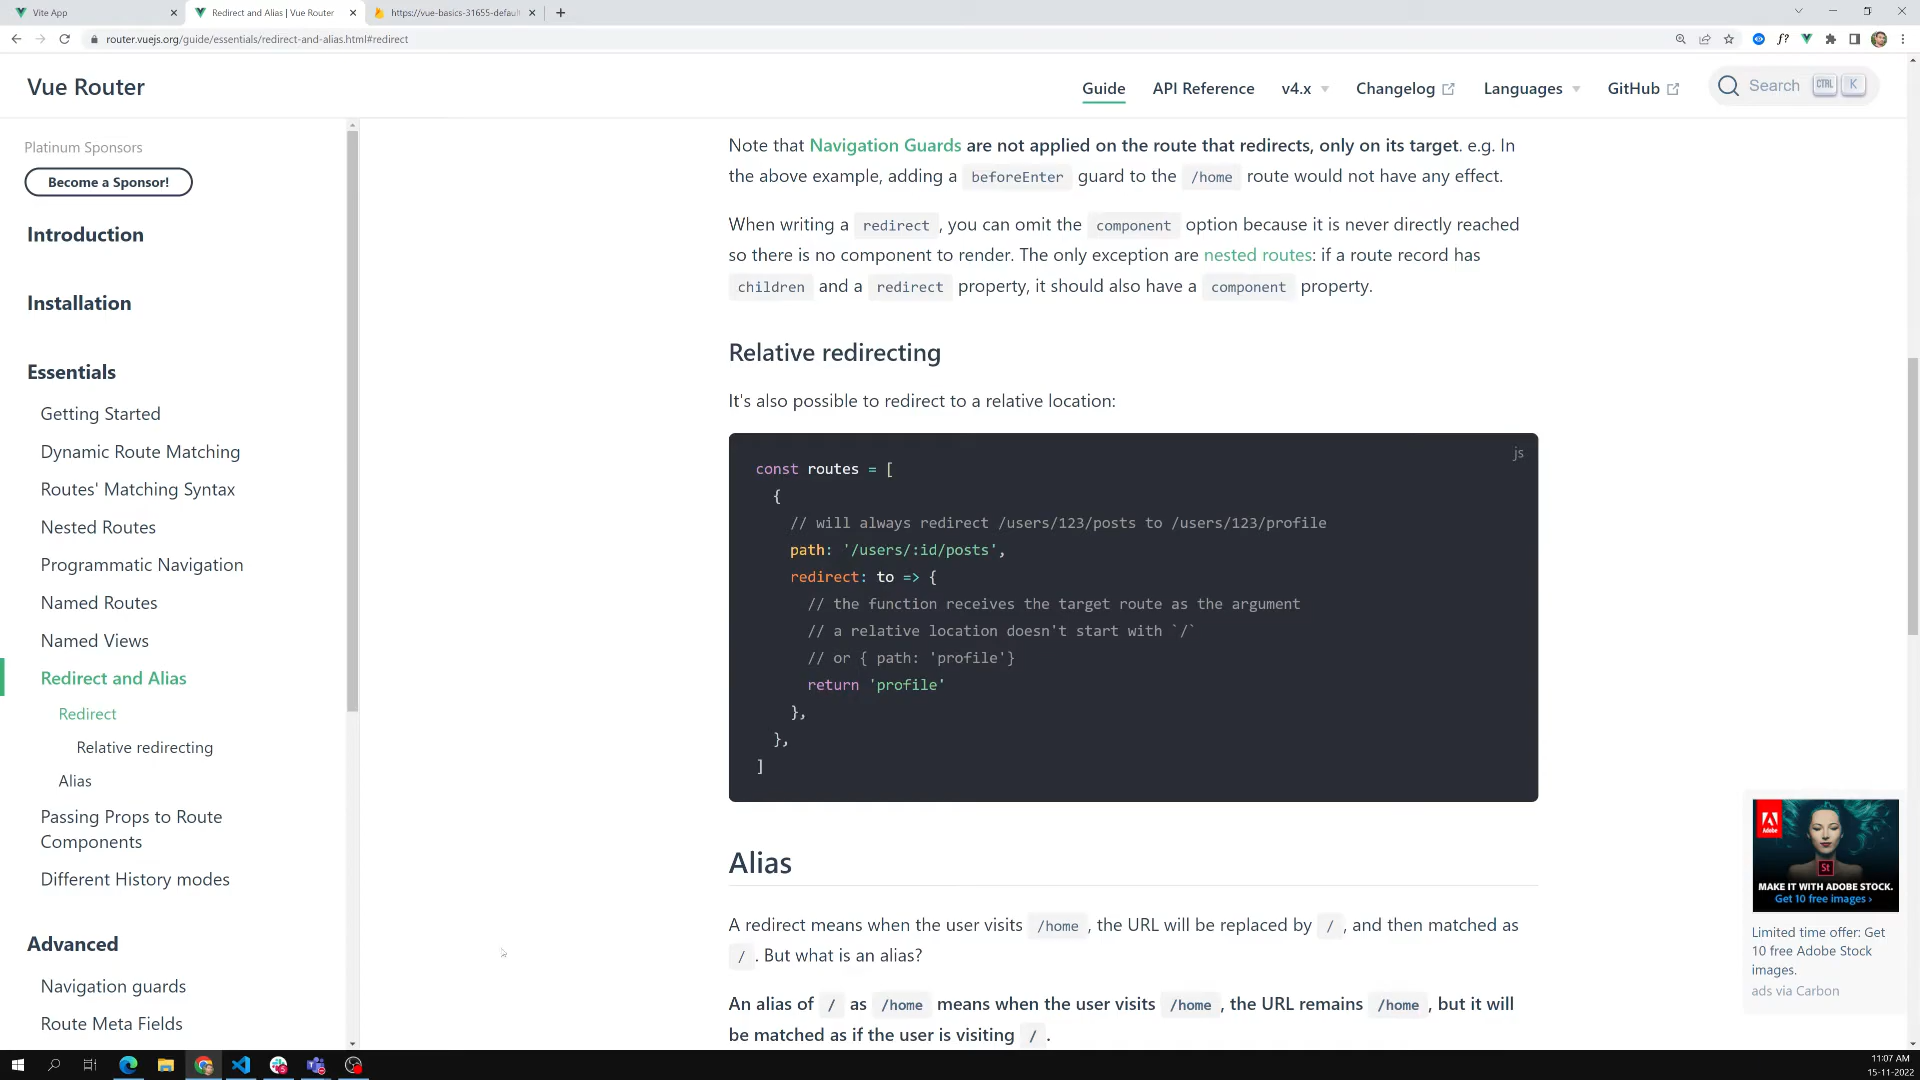 Vite App
Redirect and Alias | Vue Router
https://vue-basics-31655-defaul
router.vuejs.org/guide/essentials/redirect-and-alias.html#redirect
Vue Router
Guide
API Reference
v4.x
Changelog
Languages
GitHub
Search
CTRL
K
Platinum Sponsors
Become a Sponsor!
Introduction
Installation
Essentials
Getting Started
Dynamic Route Matching
Routes' Matching Syntax
Nested Routes
Programmatic Navigation
Named Routes
Named Views
Redirect and Alias
Redirect
Relative redirecting
Alias
Passing Props to Route
Components
Different History modes
Advanced
Navigation guards
Route Meta Fields
Note that Navigation Guards are not applied on the route that redirects, only on its target. e.g. In
the above example, adding a beforeEnter guard to the /home route would not have any effect.
When writing a redirect , you can omit the component option because it is never directly reached
so there is no component to render. The only exception are nested routes: if a route record has
children and a redirect property, it should also have a component property.
Relative redirecting
It's also possible to redirect to a relative location:
js
const routes = [
{
// will always redirect /users/123/posts to /users/123/profile
path: '/users/:id/posts',
redirect: to => {
// the function receives the target route as the argument
// a relative location doesn't start with `/`
// or { path: 'profile'}
return 'profile'
},
},
]
Alias
A redirect means when the user visits /home , the URL will be replaced by / , and then matched as
/ . But what is an alias?
An alias of / as /home means when the user visits /home , the URL remains /home , but it will
be matched as if the user is visiting / .
Adobe
St
MAKE IT WITH ADOBE STOCK.
Get 10 free images ›
Limited time offer: Get
10 free Adobe Stock
images.
ads via Carbon
11:07 AM
15-11-2022